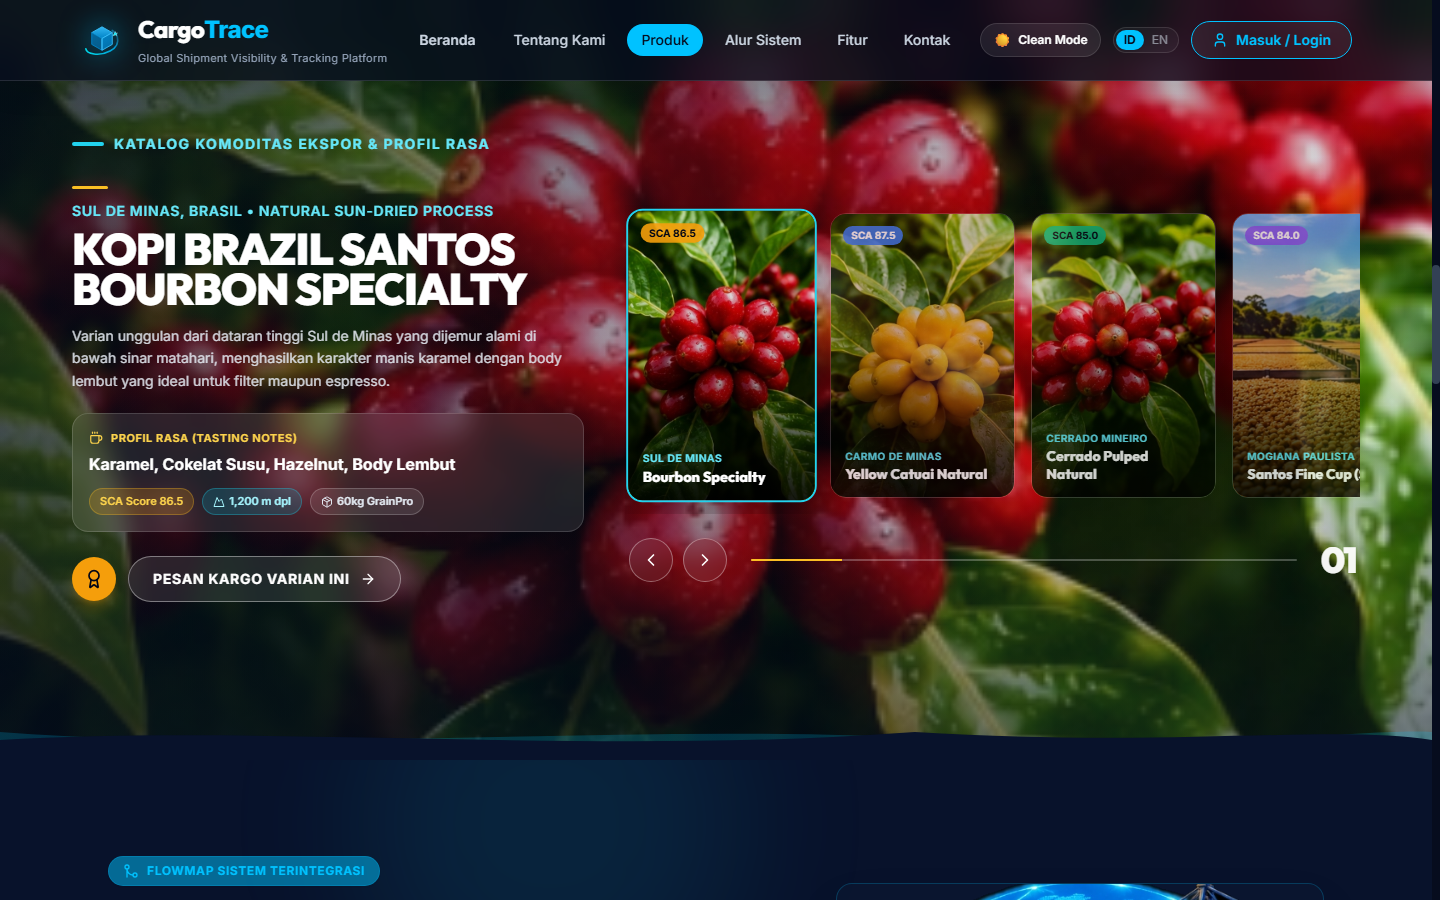 CargoTrace
Global Shipment Visibility & Tracking Platform
Beranda
Tentang Kami
Produk
Alur Sistem
Fitur
Kontak
Clean Mode
ID
EN
Masuk / Login
KATALOG KOMODITAS EKSPOR & PROFIL RASA
SUL DE MINAS, BRASIL • NATURAL SUN-DRIED PROCESS
KOPI BRAZIL SANTOS
BOURBON SPECIALTY
Varian unggulan dari dataran tinggi Sul de Minas yang dijemur alami di
bawah sinar matahari, menghasilkan karakter manis karamel dengan body
lembut yang ideal untuk filter maupun espresso.
PROFIL RASA (TASTING NOTES)
Karamel, Cokelat Susu, Hazelnut, Body Lembut
SCA Score 86.5
1,200 m dpl
60kg GrainPro
PESAN KARGO VARIAN INI
SCA 86.5
SUL DE MINAS
Bourbon Specialty
SCA 87.5
CARMO DE MINAS
Yellow Catuai Natural
SCA 85.0
CERRADO MINEIRO
Cerrado Pulped
Natural
SCA 84.0
MOGIANA PAULISTA
Santos Fine Cup
01
FLOWMAP SISTEM TERINTEGRASI